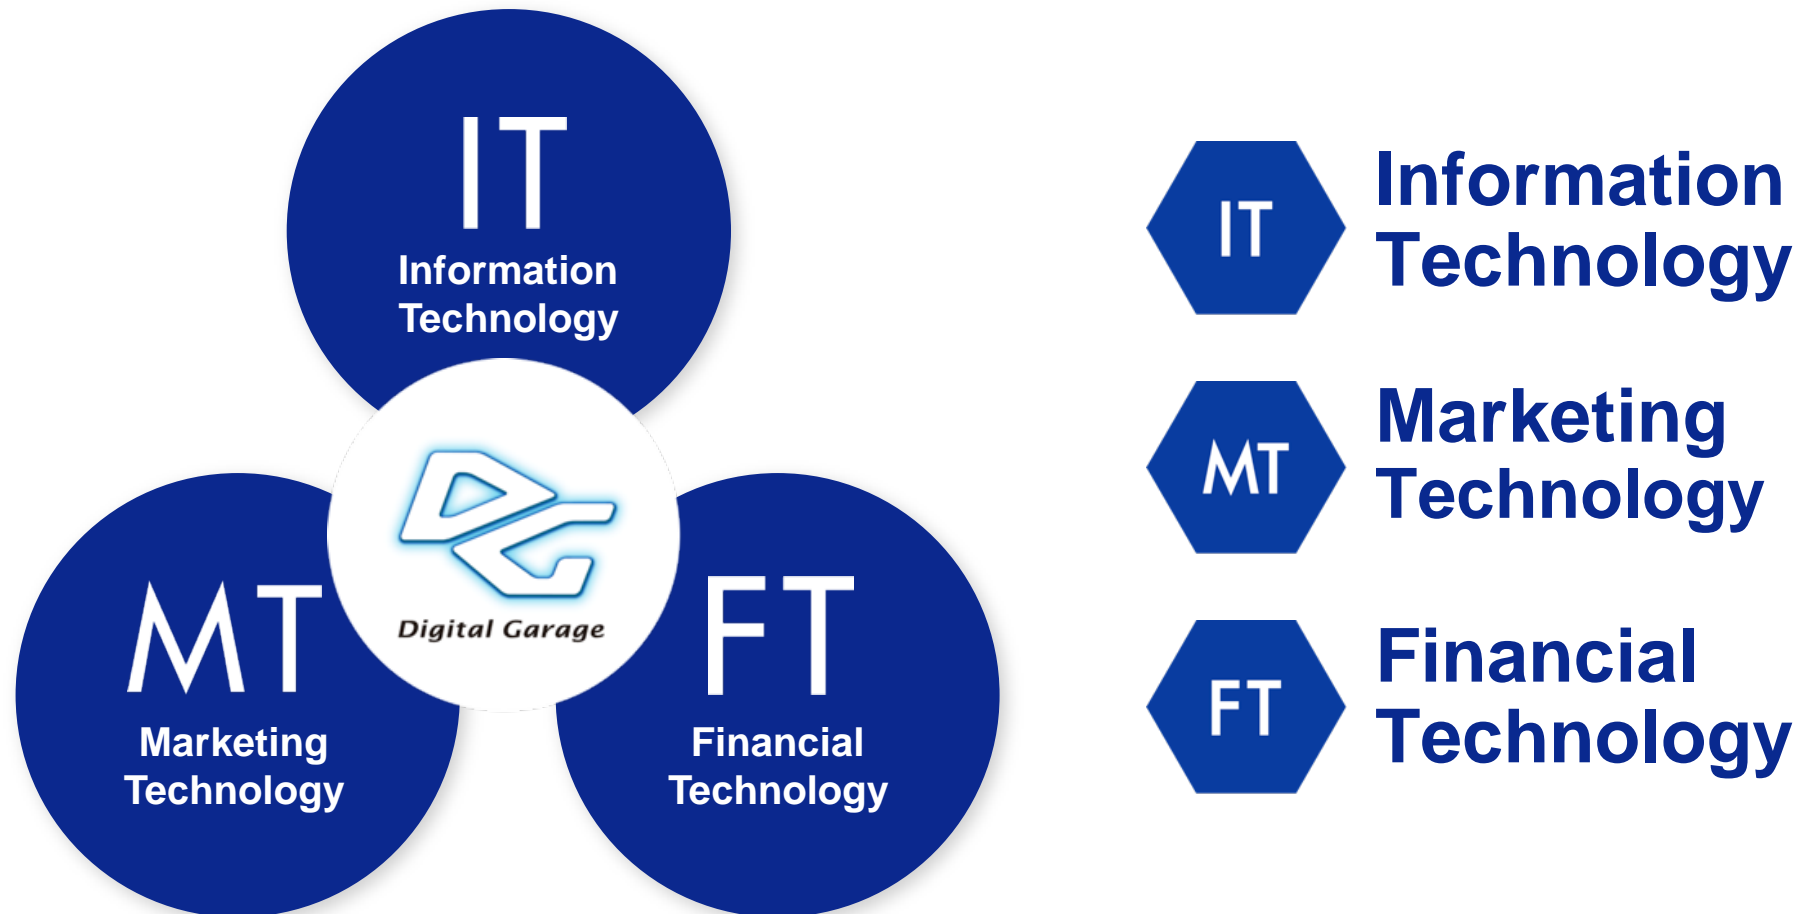 IT
Information
Technology
DG
Digital Garage
MT
Marketing
Technology
FT
Financial
Technology
IT
Information
Technology
MT
Marketing
Technology
FT
Financial
Technology